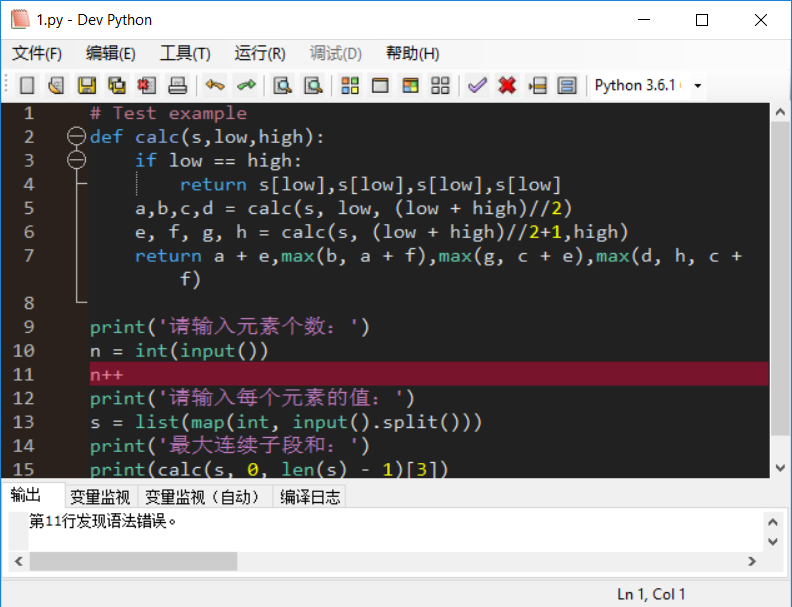 1.py - Dev Python
文件(F) 编辑(E) 工具(T) 运行(R) 调试(D) 帮助(H)
Python 3.6.1
1 # Test example
2 def calc(s,low,high):
3 if low == high:
4 return s[low],s[low],s[low],s[low]
5 a,b,c,d = calc(s, low, (low + high)//2)
6 e, f, g, h = calc(s, (low + high)//2+1,high)
7 return a + e,max(b, a + f),max(g, c + e),max(d, h, c +
f)
8
9 print('请输入元素个数：')
10 n = int(input())
11 n++
12 print('请输入每个元素的值：')
13 s = list(map(int, input().split()))
14 print('最大连续子段和：')
15 print(calc(s, 0, len(s) - 1)[3])
输出 变量监视 变量监视（自动） 编译日志
第11行发现语法错误。
Ln 1, Col 1